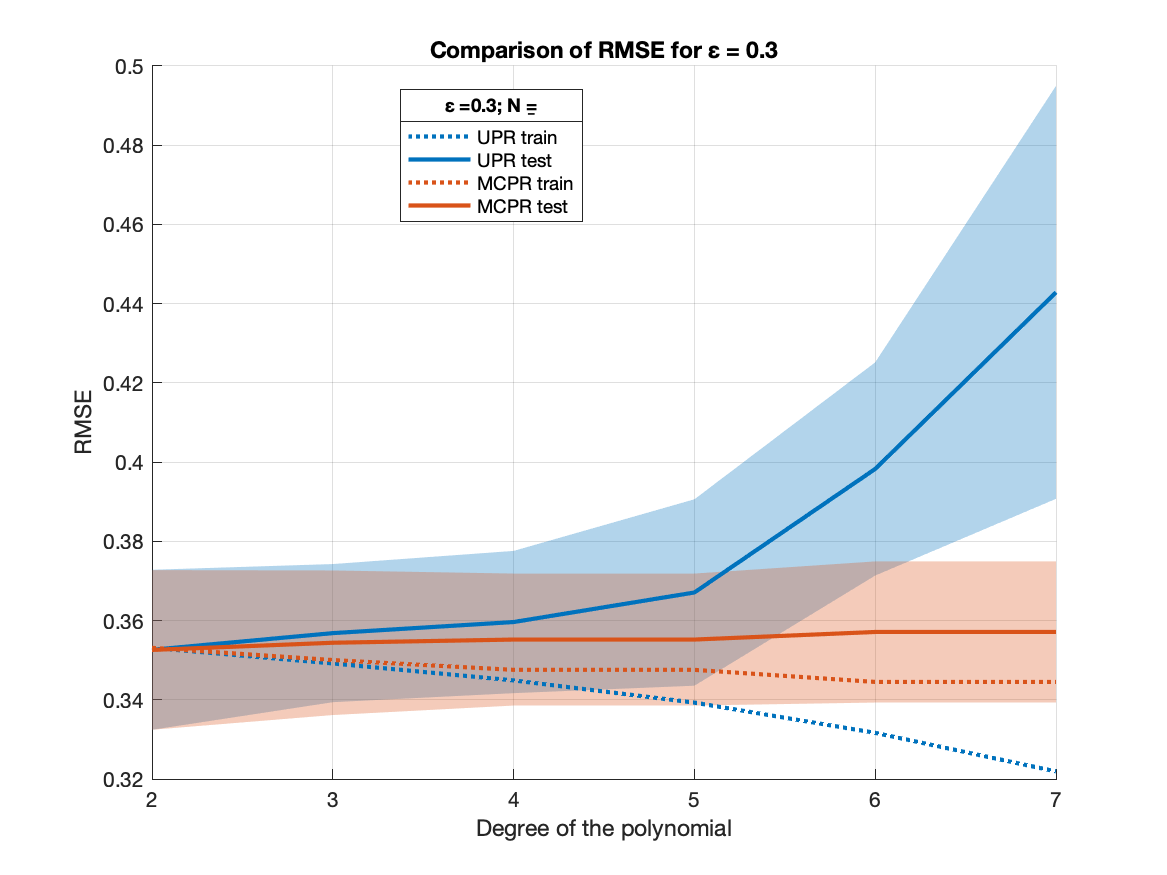 Comparison of RMSE for ε = 0.3
0.5
0.48
0.46
0.44
0.42
0.4
0.38
0.36
0.34
0.32
RMSE
ε =0.3; N =
UPR train
UPR test
MCPR train
MCPR test
2 3 4 5 6 7
Degree of the polynomial